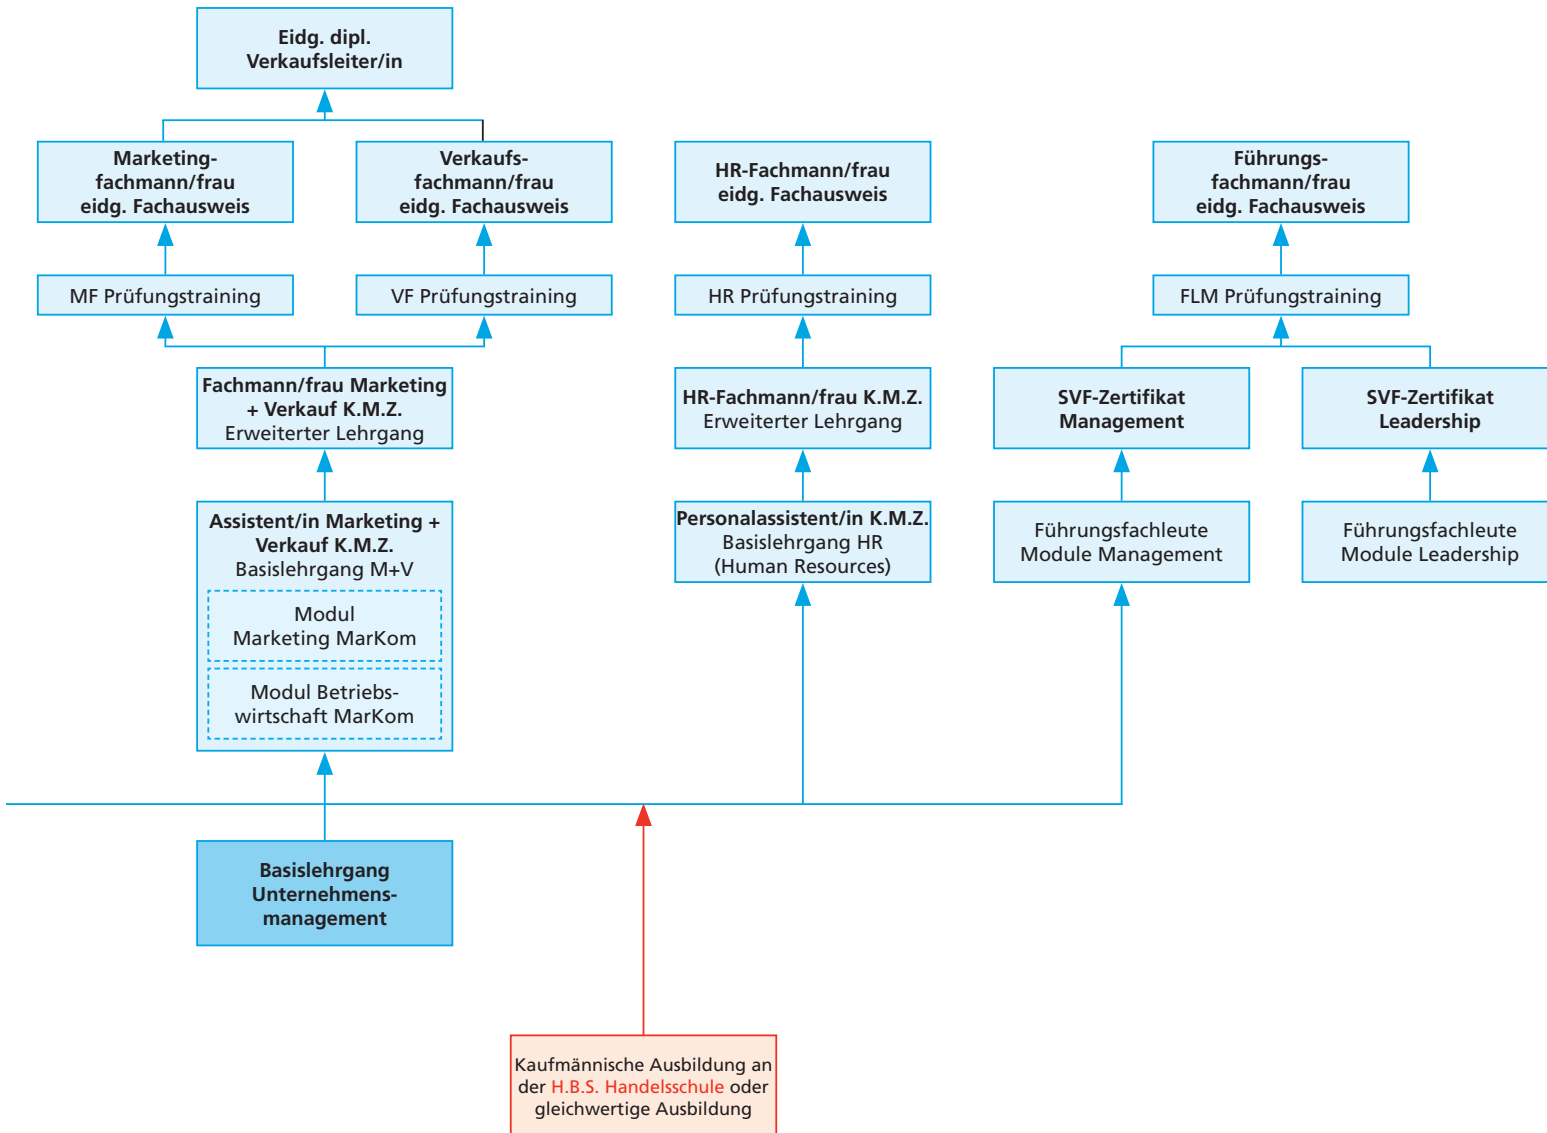 Eidg. dipl.
Verkaufsleiter/in
Marketing-
fachmann/frau
eidg. Fachausweis
Verkaufs-
fachmann/frau
eidg. Fachausweis
HR-Fachmann/frau
eidg. Fachausweis
Führungs-
fachmann/frau
eidg. Fachausweis
MF Prüfungstraining
VF Prüfungstraining
HR Prüfungstraining
FLM Prüfungstraining
Fachmann/frau Marketing
+ Verkauf K.M.Z.
Erweiterter Lehrgang
HR-Fachmann/frau K.M.Z.
Erweiterter Lehrgang
SVF-Zertifikat
Management
SVF-Zertifikat
Leadership
Assistent/in Marketing +
Verkauf K.M.Z.
Basislehrgang M+V
Modul
Marketing MarKom
Modul Betriebs-
wirtschaft MarKom
Personalassistent/in K.M.Z.
Basislehrgang HR
(Human Resources)
Führungsfachleute
Module Management
Führungsfachleute
Module Leadership
Basislehrgang
Unternehmens-
management
Kaufmännische Ausbildung an
der H.B.S. Handelsschule oder
gleichwertige Ausbildung